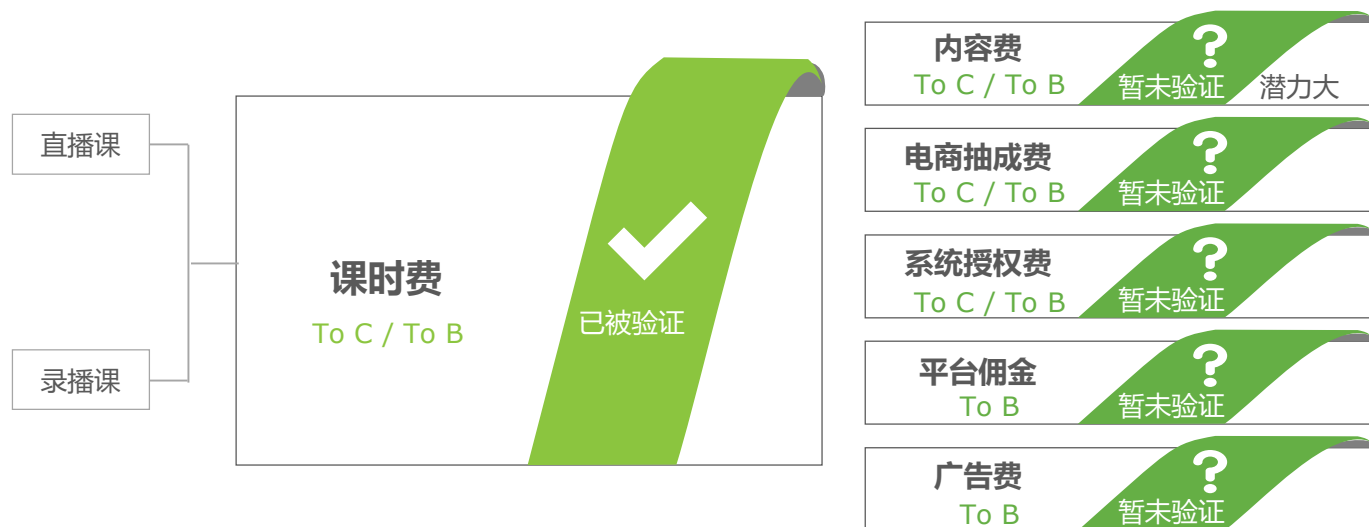 直播课
录播课
课时费
To C / To B
已被验证
内容费
To C / To B
?
暂未验证
潜力大
电商抽成费
To C / To B
?
暂未验证
系统授权费
To C / To B
?
暂未验证
平台佣金
To B
?
暂未验证
广告费
To B
?
暂未验证